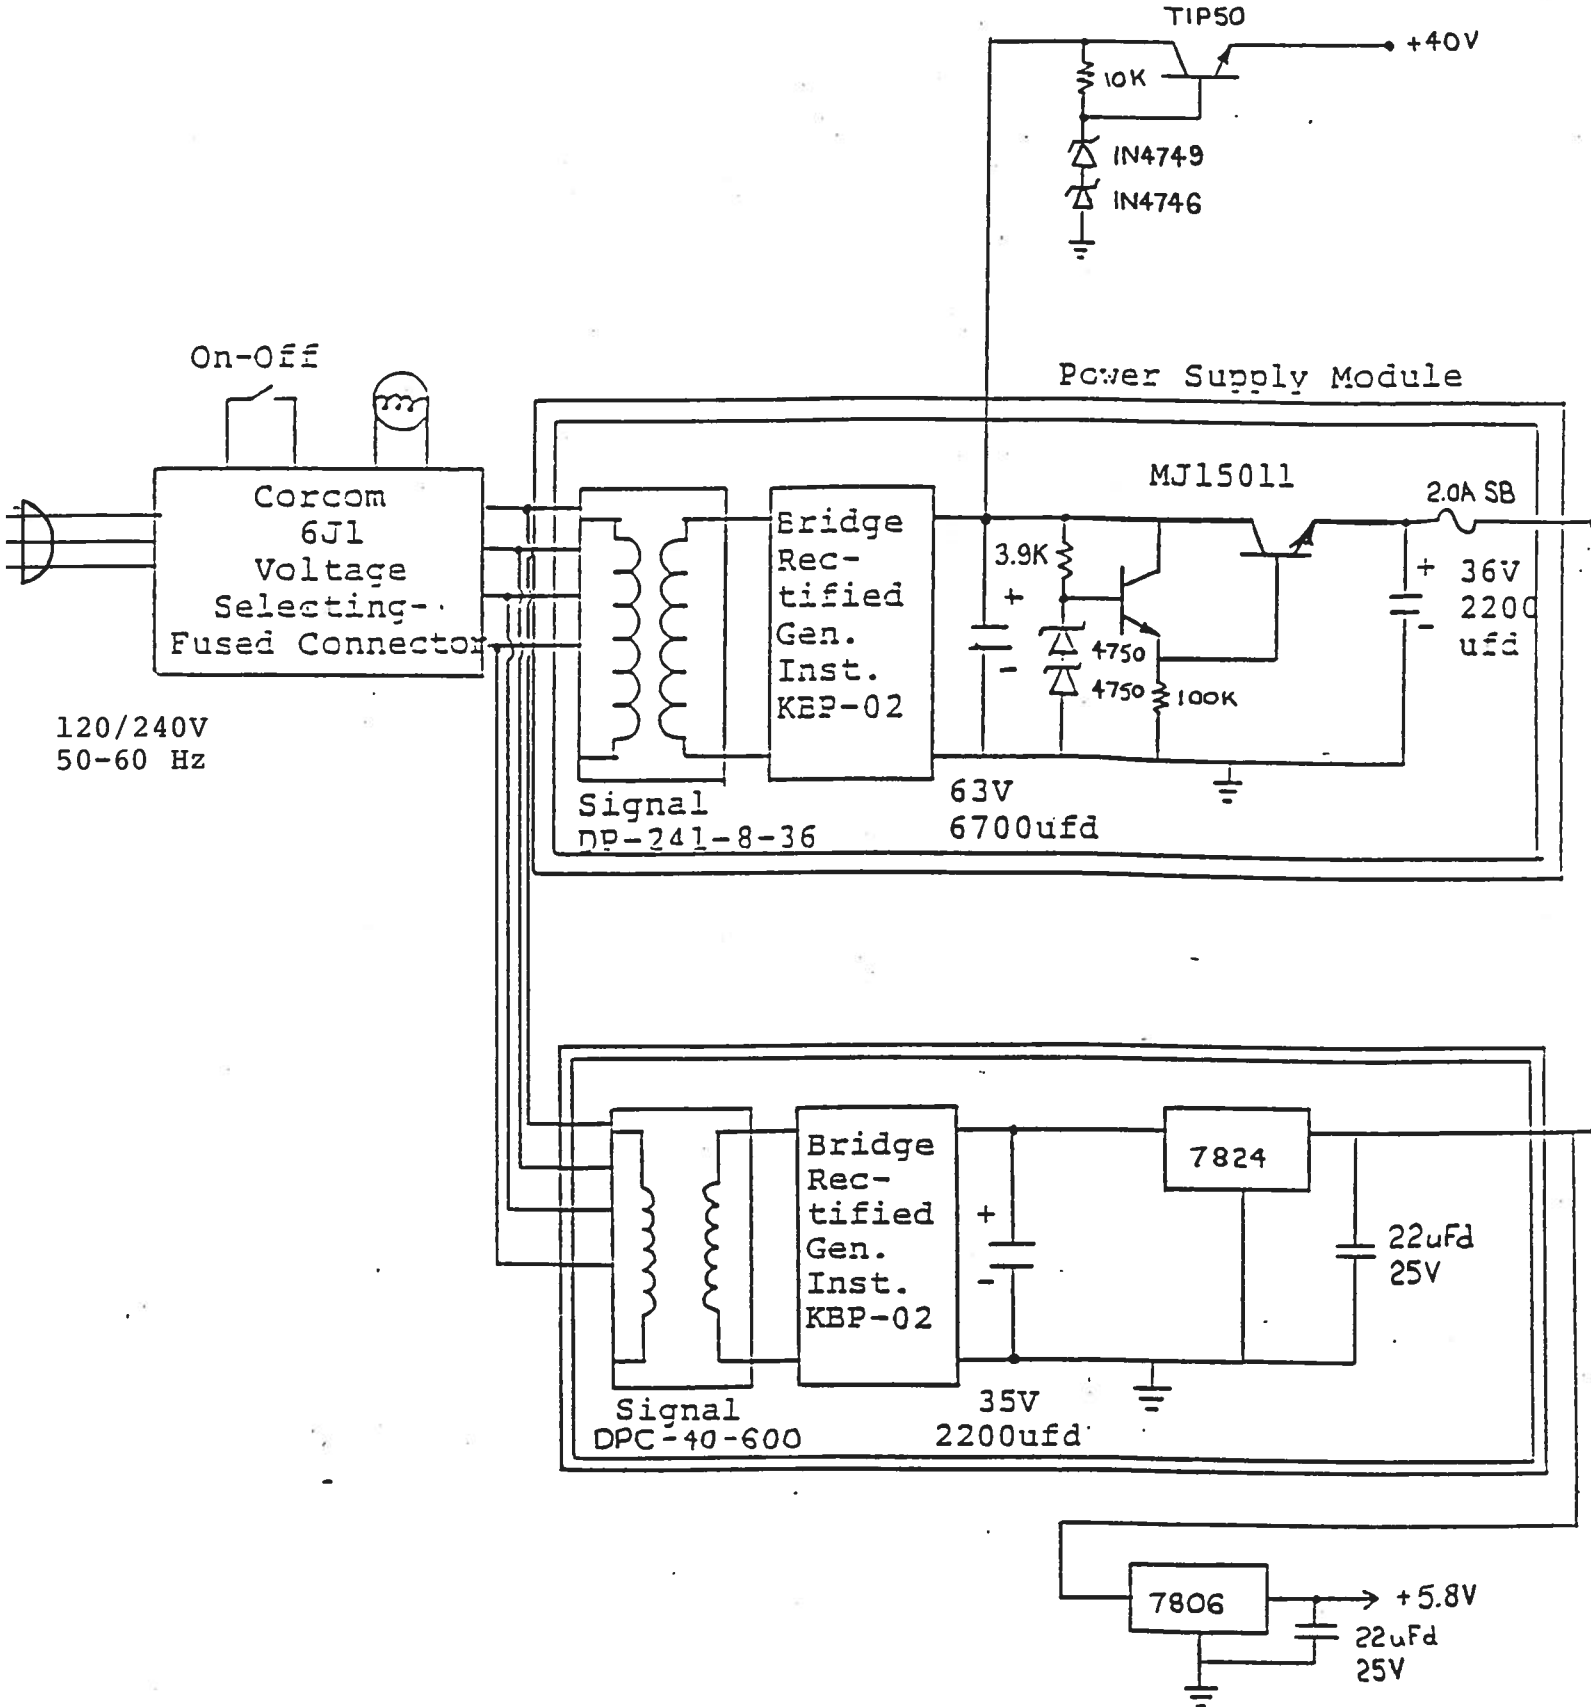 TIP50
+40V
10K
IN4749
IN4746
On-Off
Power Supply Module
Corcom
6J1
Voltage
Selecting-
Fused Connector
120/240V
50-60 Hz
Bridge
Rec-
tified
Gen.
Inst.
KBP-02
MJ15011
2.0A SB
3.9K
+
-
4750
4750
100K
+
-
36V
2200
ufd
63V
6700ufd
Signal
DP-241-8-36
Bridge
Rec-
tified
Gen.
Inst.
KBP-02
+
-
7824
22uFd
25V
35V
2200ufd
Signal
DPC-40-600
7806
+5.8V
22uFd
25V